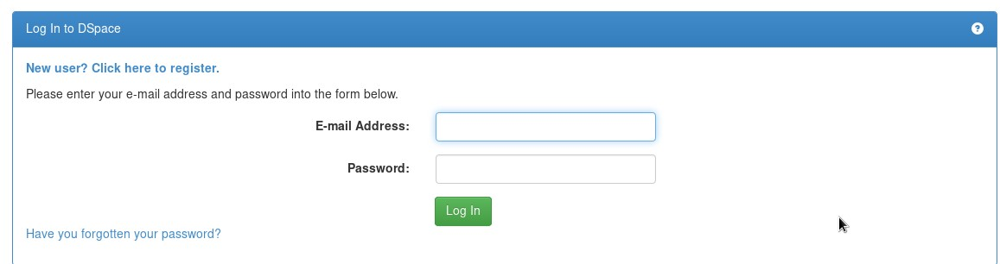 Log In to DSpace
New user? Click here to register.
Please enter your e-mail address and password into the form below.
E-mail Address:
Password:
Log In
Have you forgotten your password?